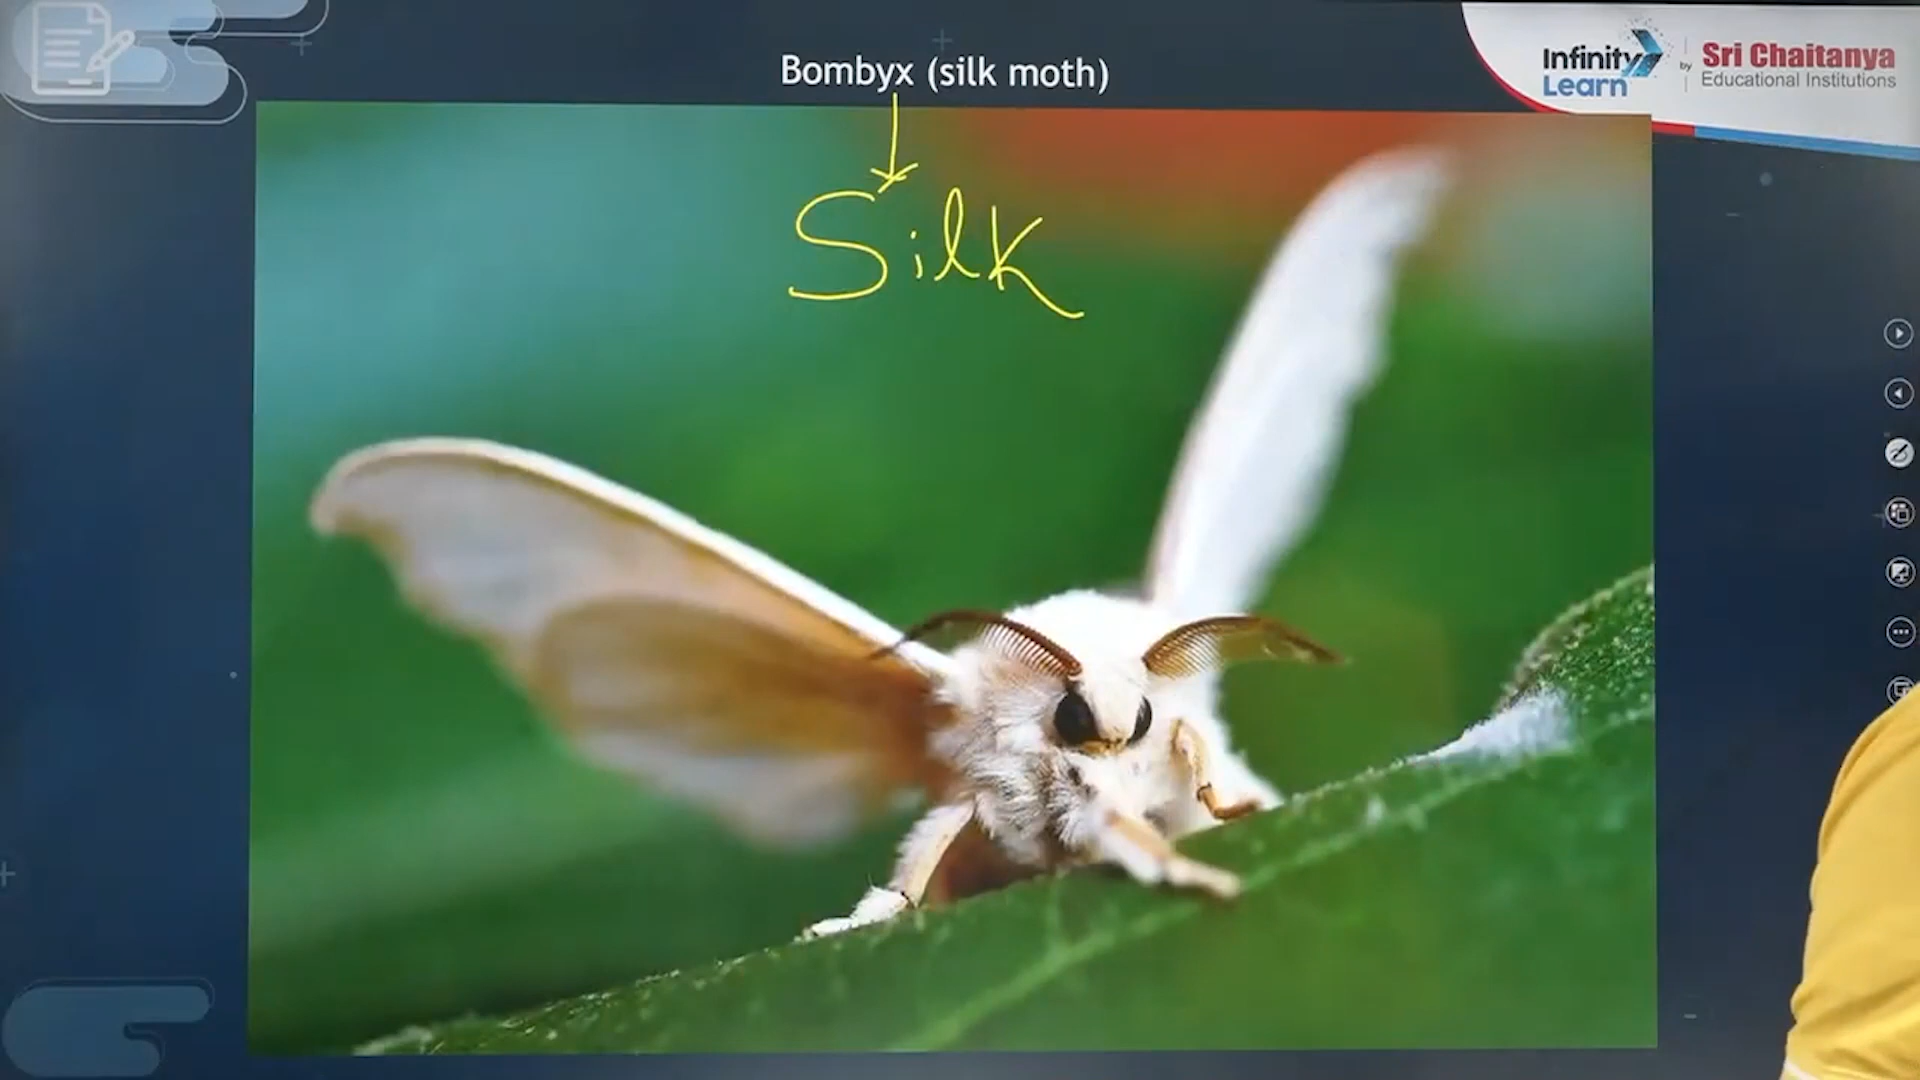 Bombyx (silk moth)
Infinity Learn by Sri Chaitanya Educational Institutions
Silk